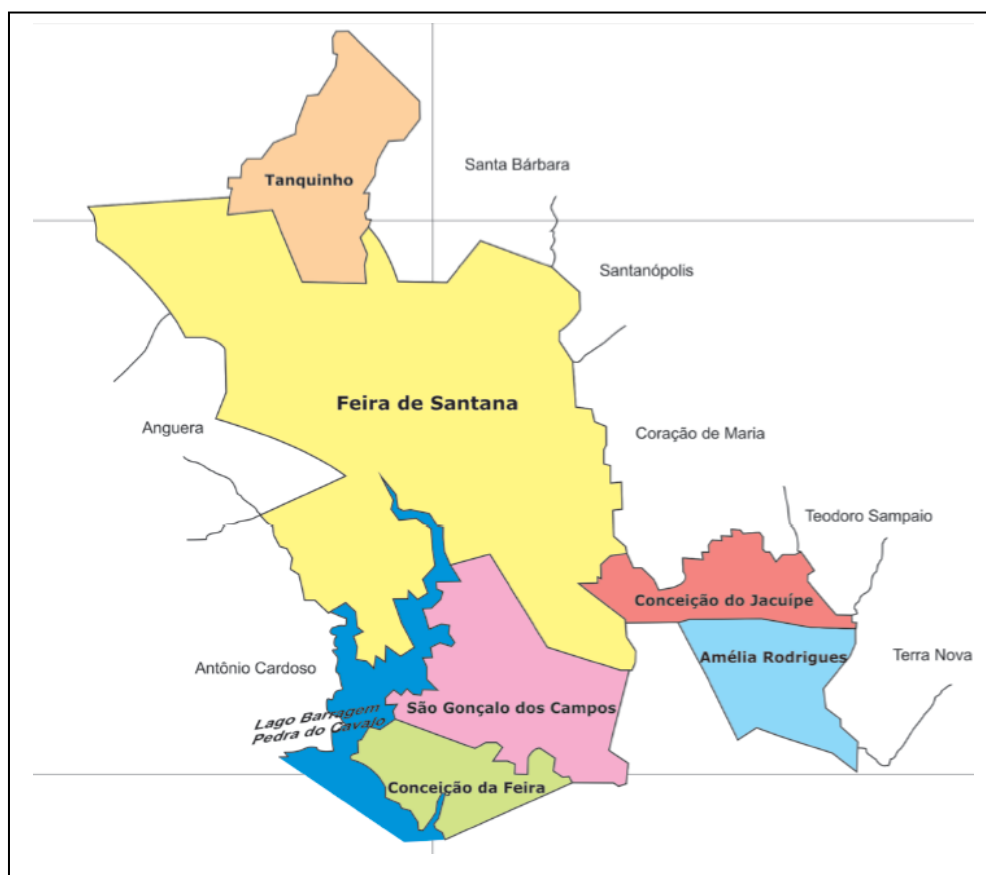 Santa Bárbara
Tanquinho
Santanópolis
Feira de Santana
Anguera
Coração de Maria
Teodoro Sampaio
Conceição do Jacuípe
Antônio Cardoso
Amélia Rodrigues
Terra Nova
São Gonçalo dos Campos
Lago Barragem
Pedra do Cavalo
Conceição da Feira